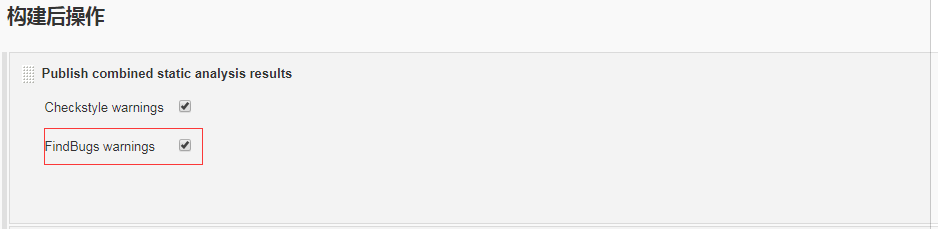 构建后操作
Publish combined static analysis results
Checkstyle warnings
FindBugs warnings